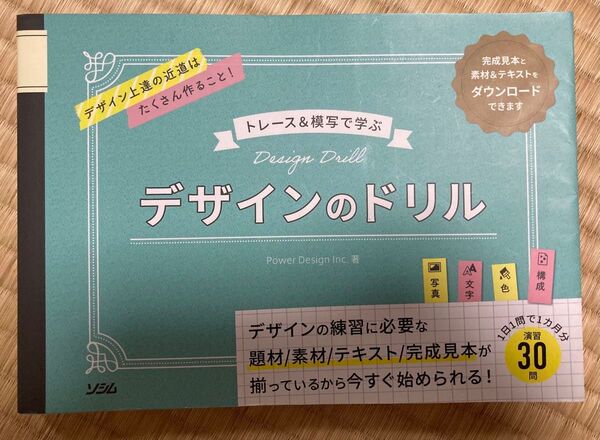 デザイン上達の近道は
たくさん作ること！
完成見本と
素材&テキストを
ダウンロード
できます
トレース&模写で学ぶ
Design Drill
デザインのドリル
Power Design Inc. 著
写真
文字
色
構成
デザインの練習に必要な
題材/素材/テキスト/完成見本が
揃っているから今すぐ始められる！
1日1問で1カ月分
演習
30
問
ソシム